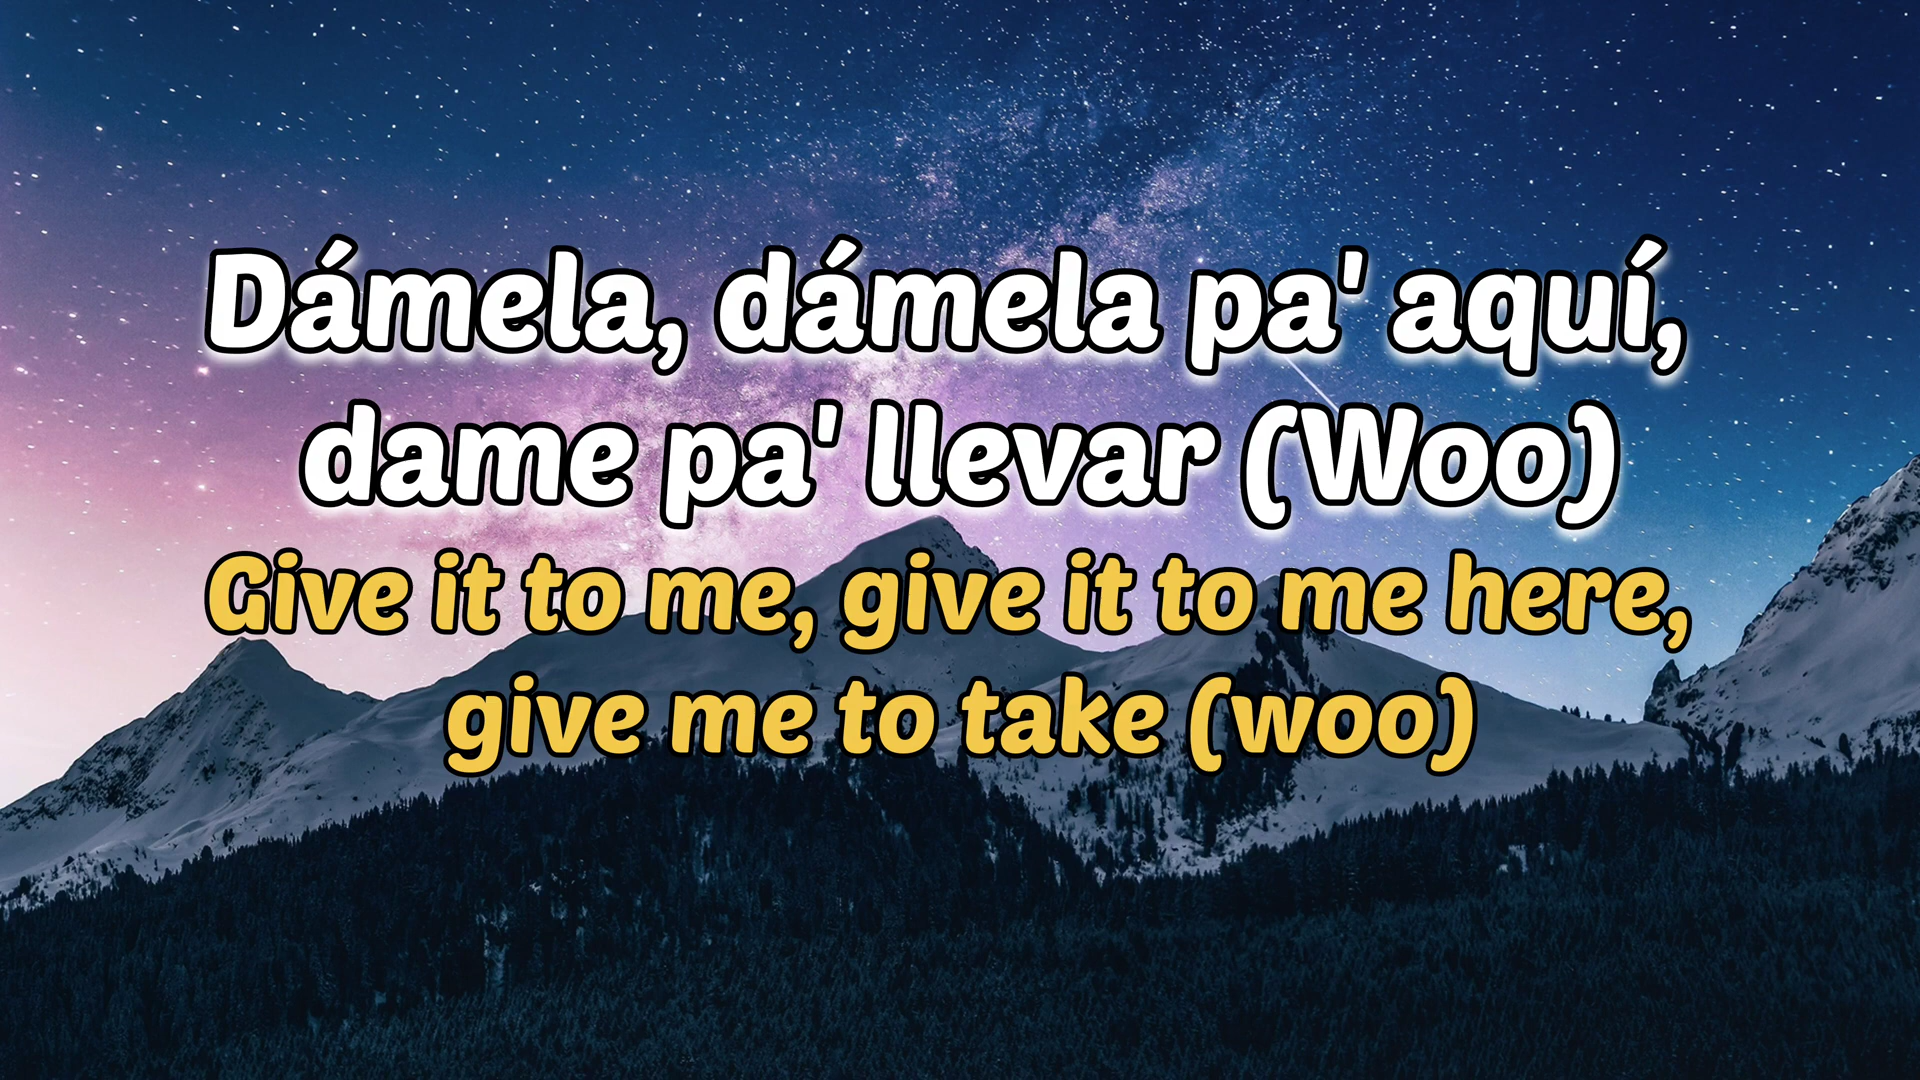 Dámela, dámela pa' aquí,
dame pa' llevar (Woo)
Give it to me, give it to me here,
give me to take (woo)